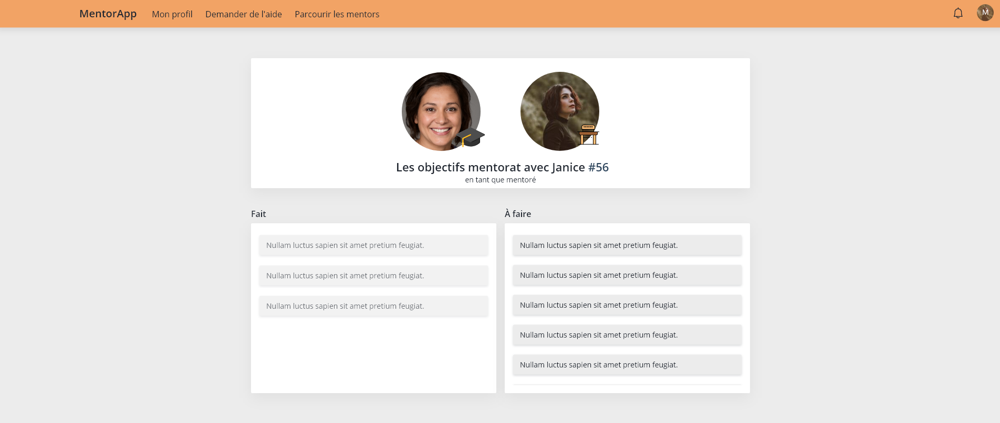 MentorApp Mon profil Demander de l'aide Parcourir les mentors M
Les objectifs mentorat avec Janice #56
en tant que mentoré
Fait
Nullam luctus sapien sit amet pretium feugiat.
Nullam luctus sapien sit amet pretium feugiat.
Nullam luctus sapien sit amet pretium feugiat.
À faire
Nullam luctus sapien sit amet pretium feugiat.
Nullam luctus sapien sit amet pretium feugiat.
Nullam luctus sapien sit amet pretium feugiat.
Nullam luctus sapien sit amet pretium feugiat.
Nullam luctus sapien sit amet pretium feugiat.